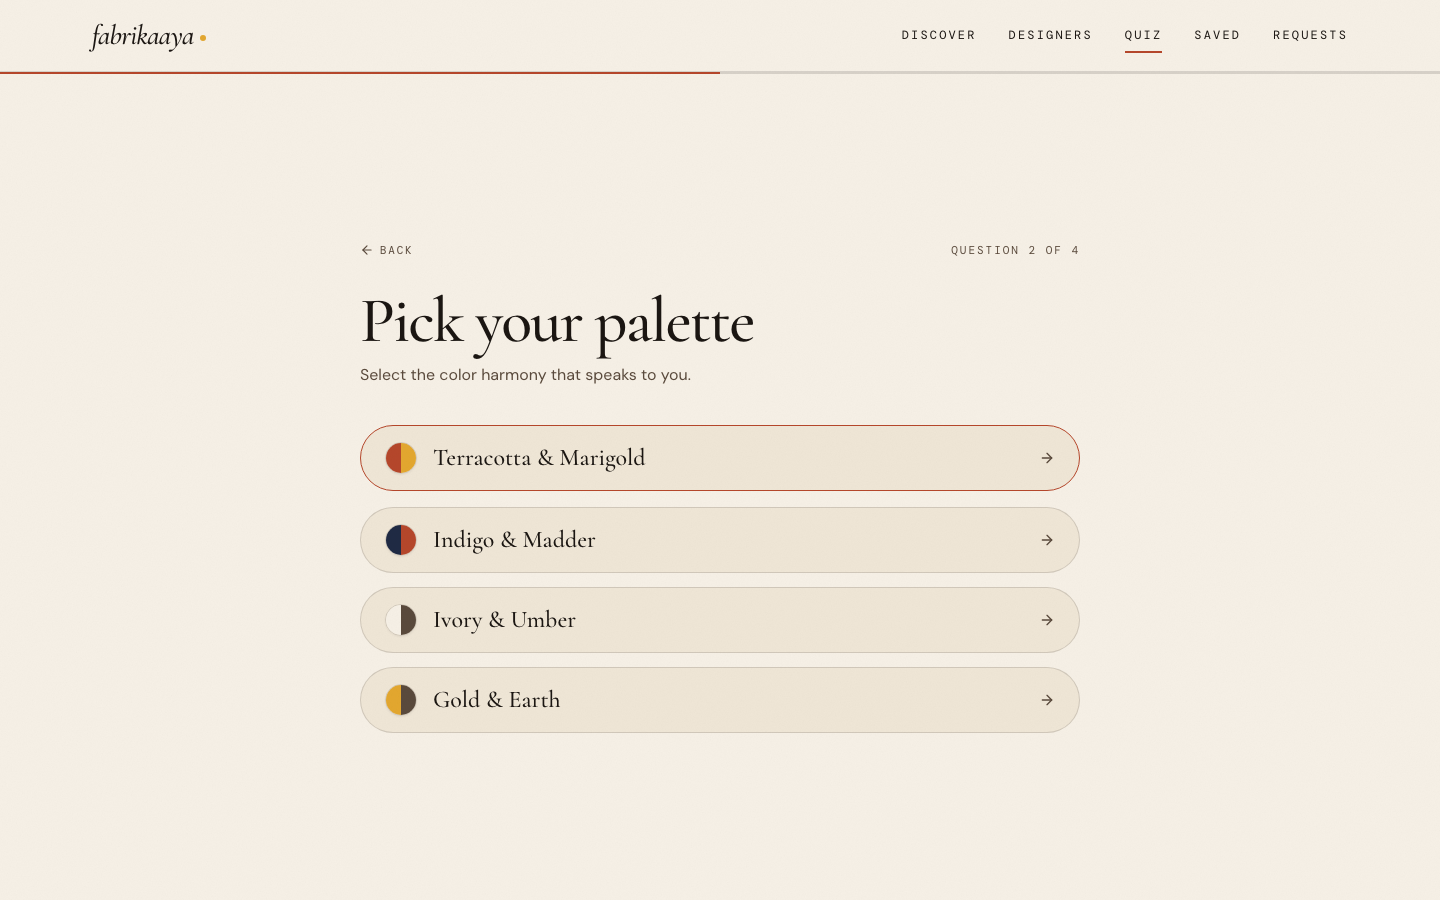 fabrikaaya
DISCOVER DESIGNERS QUIZ SAVED REQUESTS
BACK
QUESTION 2 OF 4
Pick your palette
Select the color harmony that speaks to you.
Terracotta & Marigold
Indigo & Madder
Ivory & Umber
Gold & Earth